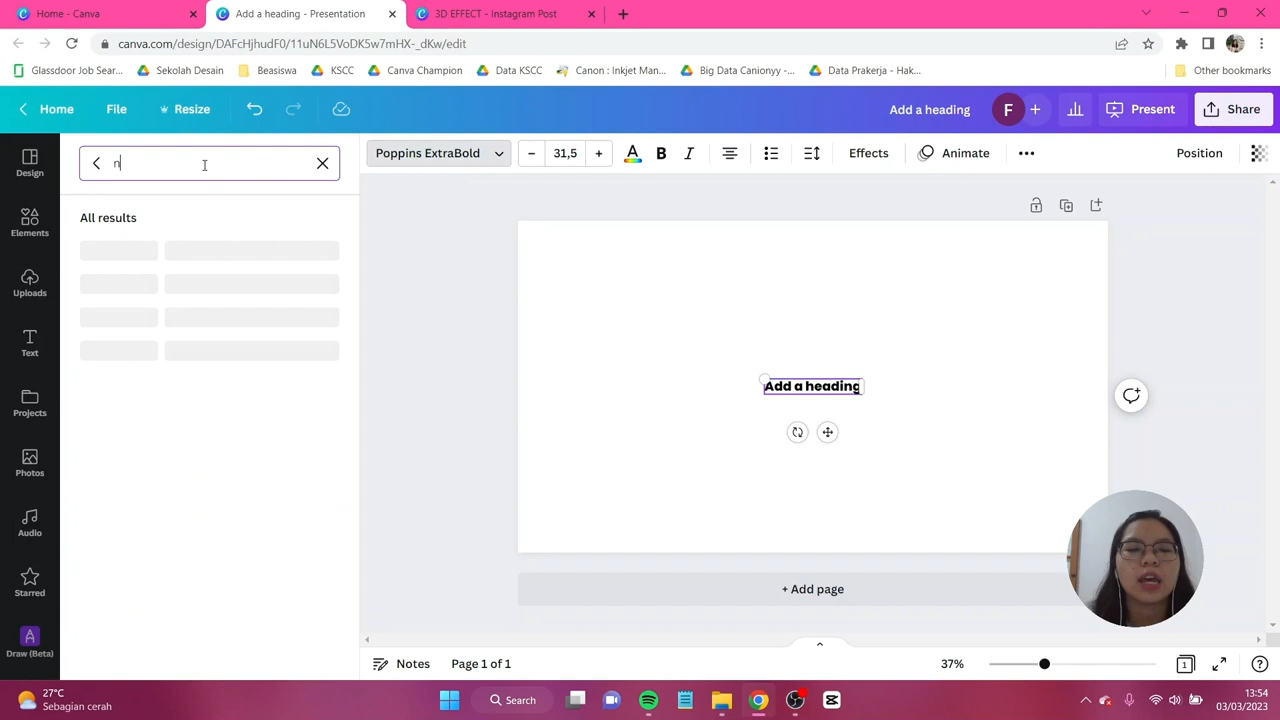 Home - Canva
Add a heading - Presentation
3D EFFECT - Instagram Post
canva.com/design/DAFcHjhudF0/11uN6L5VoDK5w7mHX-_dKw/edit
Glassdoor Job Sear...
Sekolah Desain
Beasiswa
KSCC
Canva Champion
Data KSCC
Canon : Inkjet Man...
Big Data Canionyy -...
Data Prakerja - Hak...
Other bookmarks
Home
File
Resize
Add a heading
F
Present
Share
n
Poppins ExtraBold
31,5
A
B
I
Effects
Animate
Position
Design
Elements
Uploads
Text
Projects
Photos
Audio
Starred
Draw (Beta)
All results
Add a heading
+ Add page
Notes
Page 1 of 1
37%
1
27°C
Sebagian cerah
Search
13:54
03/03/2023